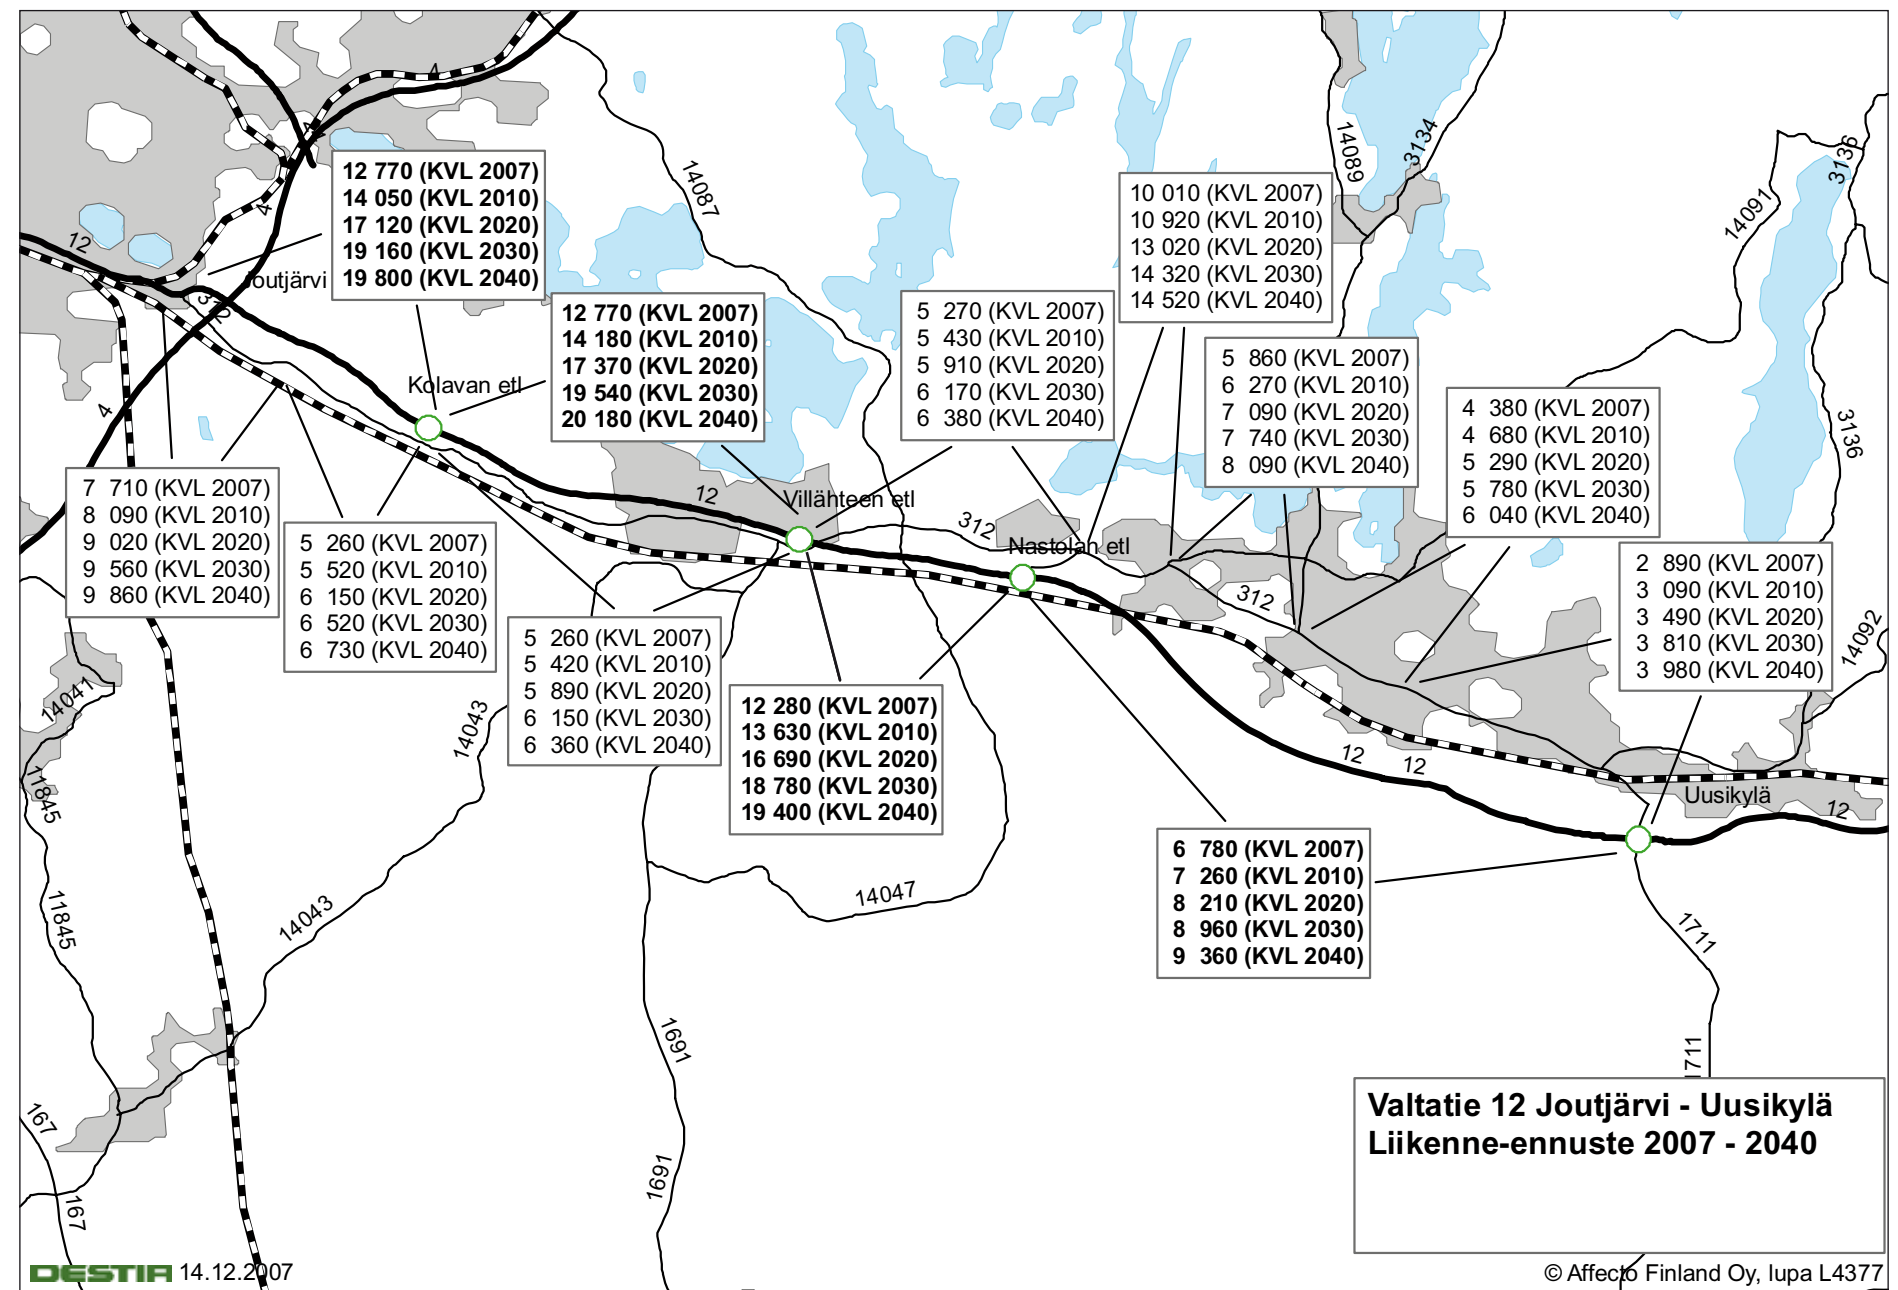 4
4
14087
14089
3134
3136
14091
4
12
312
Joutjärvi
12 770 (KVL 2007)
14 050 (KVL 2010)
17 120 (KVL 2020)
19 160 (KVL 2030)
19 800 (KVL 2040)
10 010 (KVL 2007)
10 920 (KVL 2010)
13 020 (KVL 2020)
14 320 (KVL 2030)
14 520 (KVL 2040)
12 770 (KVL 2007)
14 180 (KVL 2010)
17 370 (KVL 2020)
19 540 (KVL 2030)
20 180 (KVL 2040)
5 270 (KVL 2007)
5 430 (KVL 2010)
5 910 (KVL 2020)
6 170 (KVL 2030)
6 380 (KVL 2040)
5 860 (KVL 2007)
6 270 (KVL 2010)
7 090 (KVL 2020)
7 740 (KVL 2030)
8 090 (KVL 2040)
4 380 (KVL 2007)
4 680 (KVL 2010)
5 290 (KVL 2020)
5 780 (KVL 2030)
6 040 (KVL 2040)
Kolavan etl
4
3136
7 710 (KVL 2007)
8 090 (KVL 2010)
9 020 (KVL 2020)
9 560 (KVL 2030)
9 860 (KVL 2040)
12
Villähteen etl
312
Nastolan etl
5 260 (KVL 2007)
5 520 (KVL 2010)
6 150 (KVL 2020)
6 520 (KVL 2030)
6 730 (KVL 2040)
2 890 (KVL 2007)
3 090 (KVL 2010)
3 490 (KVL 2020)
3 810 (KVL 2030)
3 980 (KVL 2040)
312
14092
5 260 (KVL 2007)
5 420 (KVL 2010)
5 890 (KVL 2020)
6 150 (KVL 2030)
6 360 (KVL 2040)
12 280 (KVL 2007)
13 630 (KVL 2010)
16 690 (KVL 2020)
18 780 (KVL 2030)
19 400 (KVL 2040)
14041
14043
11845
12
12
Uusikylä
12
6 780 (KVL 2007)
7 260 (KVL 2010)
8 210 (KVL 2020)
8 960 (KVL 2030)
9 360 (KVL 2040)
14047
11845
14043
1711
1691
1711
167
1691
167
Valtatie 12 Joutjärvi - Uusikylä
Liikenne-ennuste 2007 - 2040
DESTIA 14.12.2007
© Affecto Finland Oy, lupa L4377